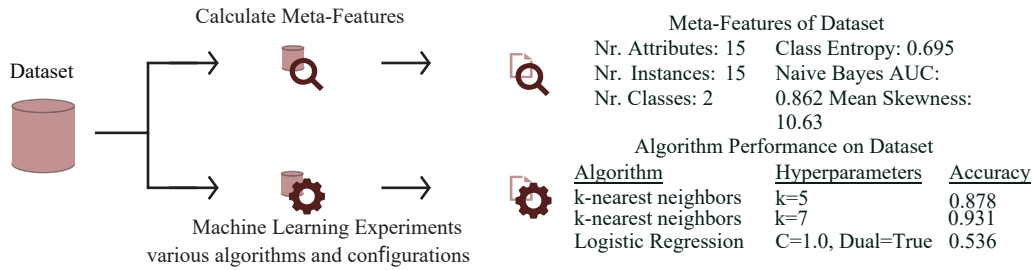 Calculate Meta-Features
Dataset
Machine Learning Experiments
various algorithms and configurations
Meta-Features of Dataset
Nr. Attributes: 15 Class Entropy: 0.695
Nr. Instances: 15 Naive Bayes AUC:
Nr. Classes: 2 0.862 Mean Skewness:
10.63
Algorithm Performance on Dataset
Algorithm Hyperparameters Accuracy
k-nearest neighbors k=5 0.878
k-nearest neighbors k=7 0.931
Logistic Regression C=1.0, Dual=True 0.536